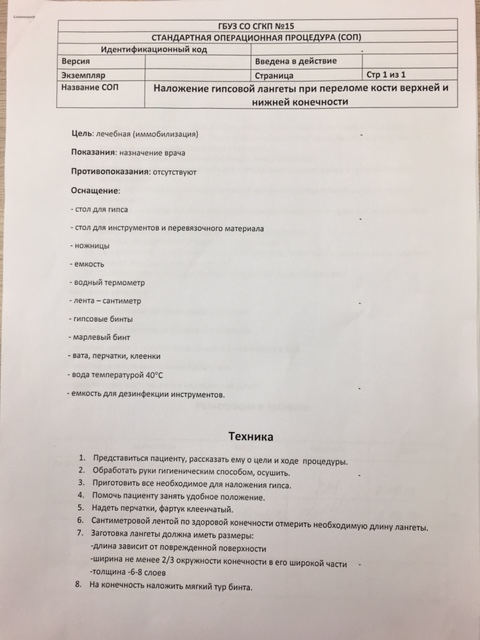 ГБУЗ СО СГКП №15
СТАНДАРТНАЯ ОПЕРАЦИОННАЯ ПРОЦЕДУРА (СОП)
Идентификационный код
Версия Введена в действие
Экземпляр Страница Стр 1 из 1
Название СОП Наложение гипсовой лангеты при переломе кости верхней и
нижней конечности
Цель: лечебная (иммобилизация)
Показания: назначение врача
Противопоказания: отсутствуют
Оснащение:
- стол для гипса
- стол для инструментов и перевязочного материала
- ножницы
- емкость
- водный термометр
- лента – сантиметр
- гипсовые бинты
- марлевый бинт
- вата, перчатки, клеенки
- вода температурой 40°С
- емкость для дезинфекции инструментов.
Техника
1. Представиться пациенту, рассказать ему о цели и ходе процедуры.
2. Обработать руки гигиеническим способом, осушить.
3. Приготовить все необходимое для наложения гипса.
4. Помочь пациенту занять удобное положение.
5. Надеть перчатки, фартук клеенчатый.
6. Сантиметровой лентой по здоровой конечности отмерить необходимую длину лангеты.
7. Заготовка лангеты должна иметь размеры:
-длина зависит от поврежденной поверхности
-ширина не менее 2/3 окружности конечности в его широкой части
-толщина -6-8 слоев
8. На конечность наложить мягкий тур бинта.